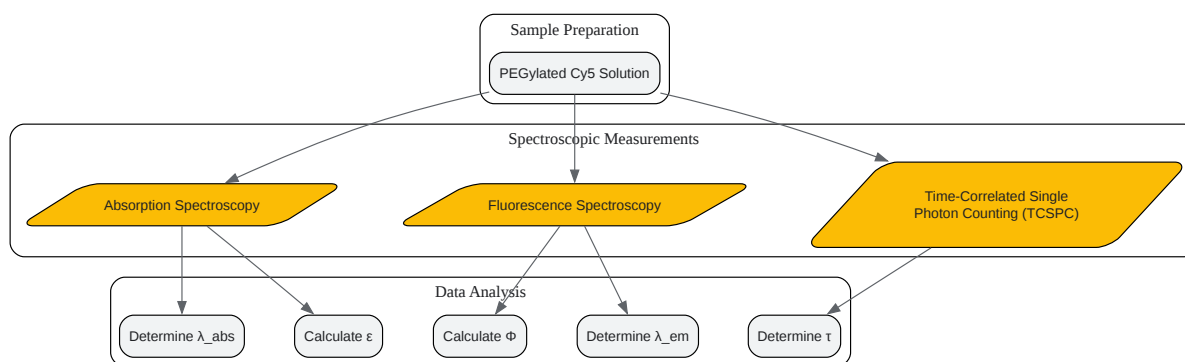 Sample Preparation
PEGylated Cy5 Solution
Spectroscopic Measurements
Absorption Spectroscopy
Fluorescence Spectroscopy
Time-Correlated Single
Photon Counting (TCSPC)
Data Analysis
Determine λ_abs
Calculate ε
Calculate Φ
Determine λ_em
Determine τ